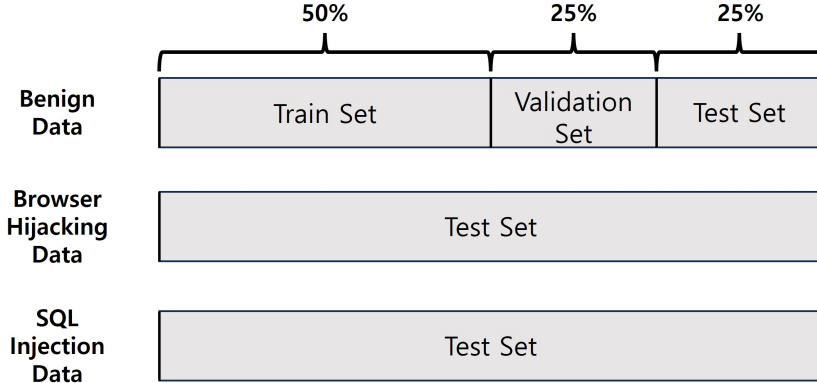 50%
25%
25%
Benign
Data
Train Set
Validation
Set
Test Set
Browser
Hijacking
Data
Test Set
SQL
Injection
Data
Test Set